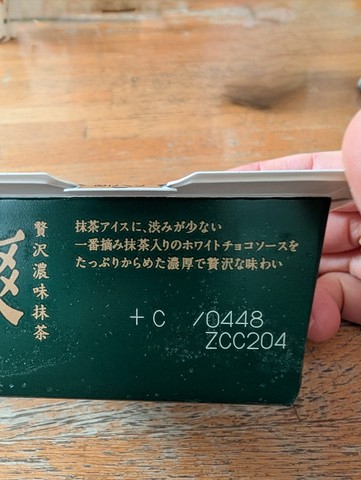 贅沢濃味抹茶
抹茶アイスに、渋みが少ない
一番摘み抹茶入りのホワイトチョコソースを
たっぷりからめた濃厚で贅沢な味わい
+C /0448
ZCC204